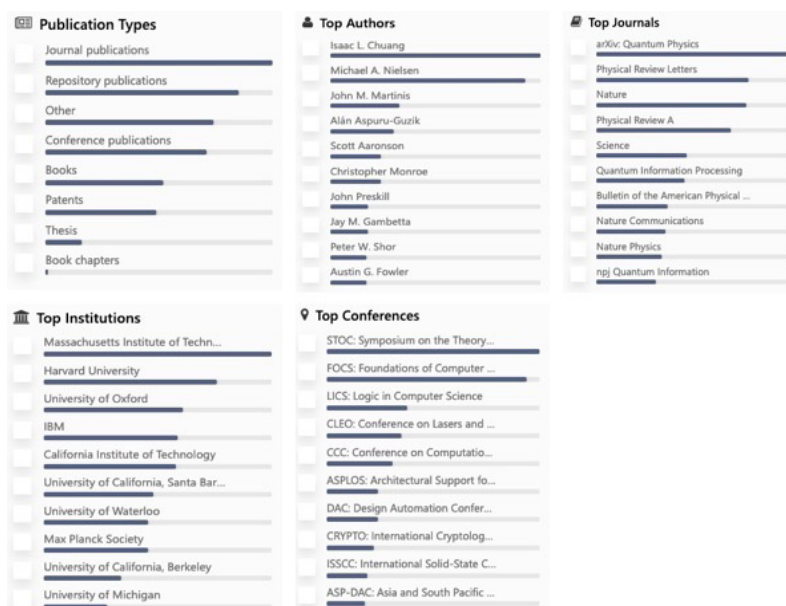 Publication Types
Journal publications
Repository publications
Other
Conference publications
Books
Patents
Thesis
Book chapters
Top Authors
Isaac L. Chuang
Michael A. Nielsen
John M. Martinis
Alán Aspuru-Guzik
Scott Aaronson
Christopher Monroe
John Preskill
Jay M. Gambetta
Peter W. Shor
Austin G. Fowler
Top Journals
arXiv: Quantum Physics
Physical Review Letters
Nature
Physical Review A
Science
Quantum Information Processing
Bulletin of the American Physical ...
Nature Communications
Nature Physics
npj Quantum Information
Top Institutions
Massachusetts Institute of Techn...
Harvard University
University of Oxford
IBM
California Institute of Technology
University of California, Santa Bar...
University of Waterloo
Max Planck Society
University of California, Berkeley
University of Michigan
Top Conferences
STOC: Symposium on the Theory...
FOCS: Foundations of Computer ...
LICS: Logic in Computer Science
CLEO: Conference on Lasers and ...
CCC: Conference on Computatio...
ASPLOS: Architectural Support fo...
DAC: Design Automation Confer...
CRYPTO: International Cryptolog...
ISSCC: International Solid-State C...
ASP-DAC: Asia and South Pacific ...